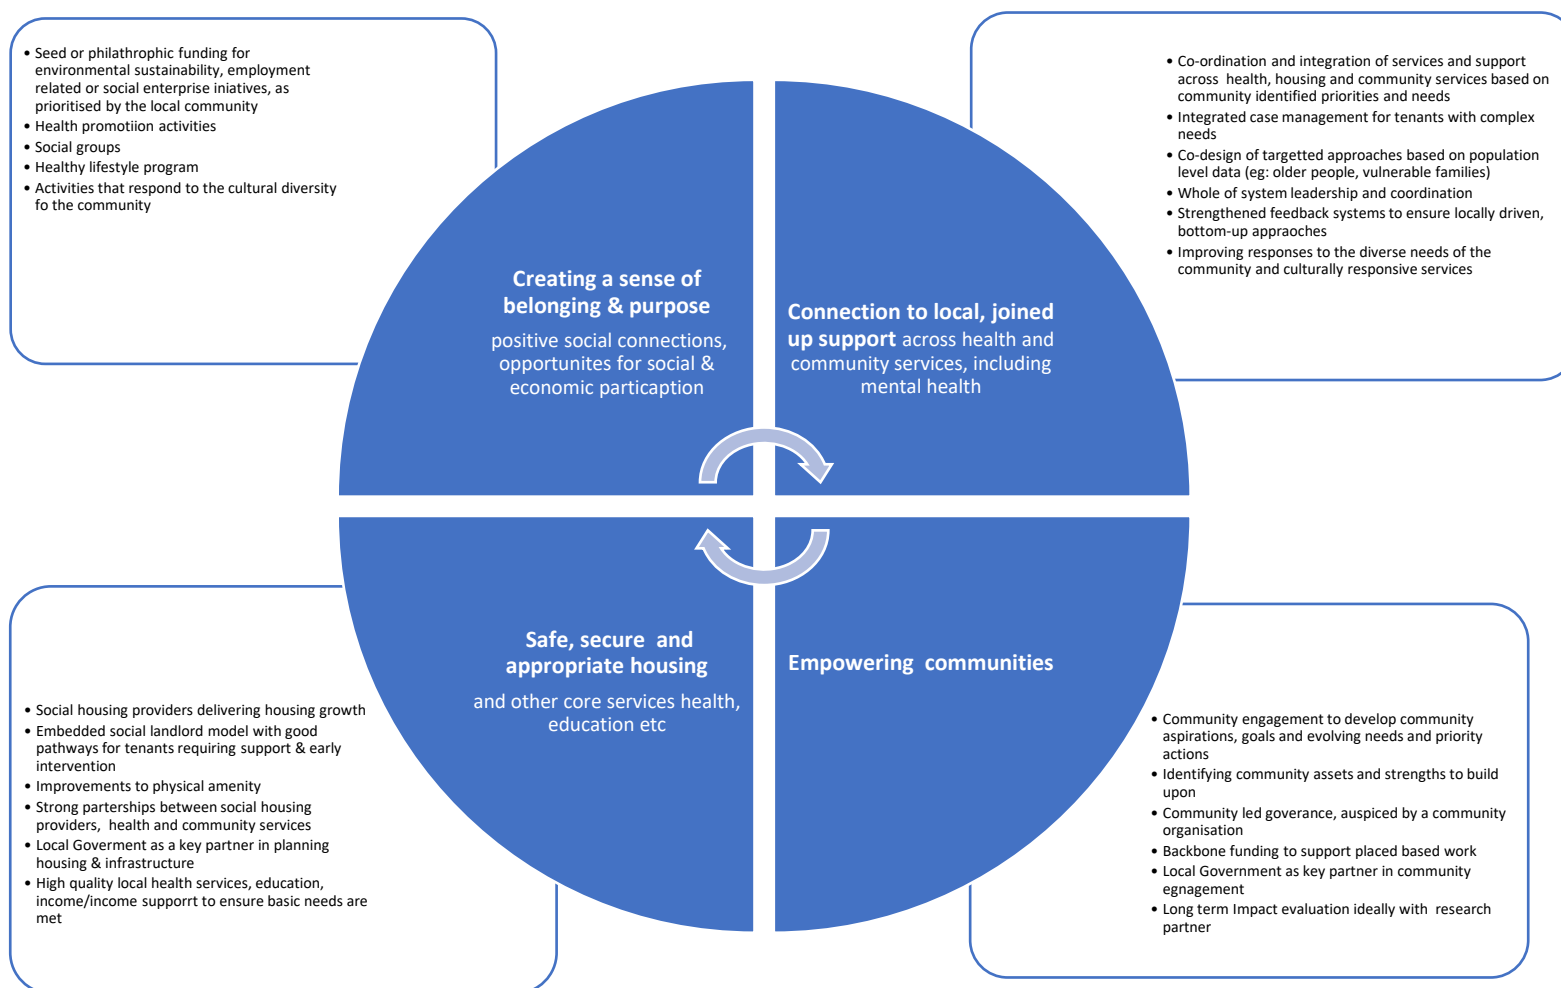 • Seed or philathrophic funding for
environmental sustainability, employment
related or social enterprise iniatives, as
prioritised by the local community
• Health promotiion activities
• Social groups
• Healthy lifestyle program
• Activities that respond to the cultural diversity
fo the community
• Co-ordination and integration of services and support
across health, housing and community services based on
community identified priorities and needs
• Integrated case management for tenants with complex
needs
• Co-design of targetted approaches based on population
level data (eg: older people, vulnerable families)
• Whole of system leadership and coordination
• Strengthened feedback systems to ensure locally driven,
bottom-up appraoches
• Improving responses to the diverse needs of the
community and culturally responsive services
Creating a sense of
belonging & purpose
positive social connections,
opportunites for social &
economic particaption
Connection to local, joined
up support across health and
community services, including
mental health
Safe, secure and
appropriate housing
and other core services health,
education etc
Empowering communities
• Social housing providers delivering housing growth
• Embedded social landlord model with good
pathways for tenants requiring support & early
intervention
• Improvements to physical amenity
• Strong parterships between social housing
providers, health and community services
• Local Goverment as a key partner in planning
housing & infrastructure
• High quality local health services, education,
income/income supporrt to ensure basic needs are
met
• Community engagement to develop community
aspirations, goals and evolving needs and priority
actions
• Identifying community assets and strengths to build
upon
• Community led goverance, auspiced by a community
organisation
• Backbone funding to support placed based work
• Local Government as key partner in community
egnagement
• Long term Impact evaluation ideally with research
partner